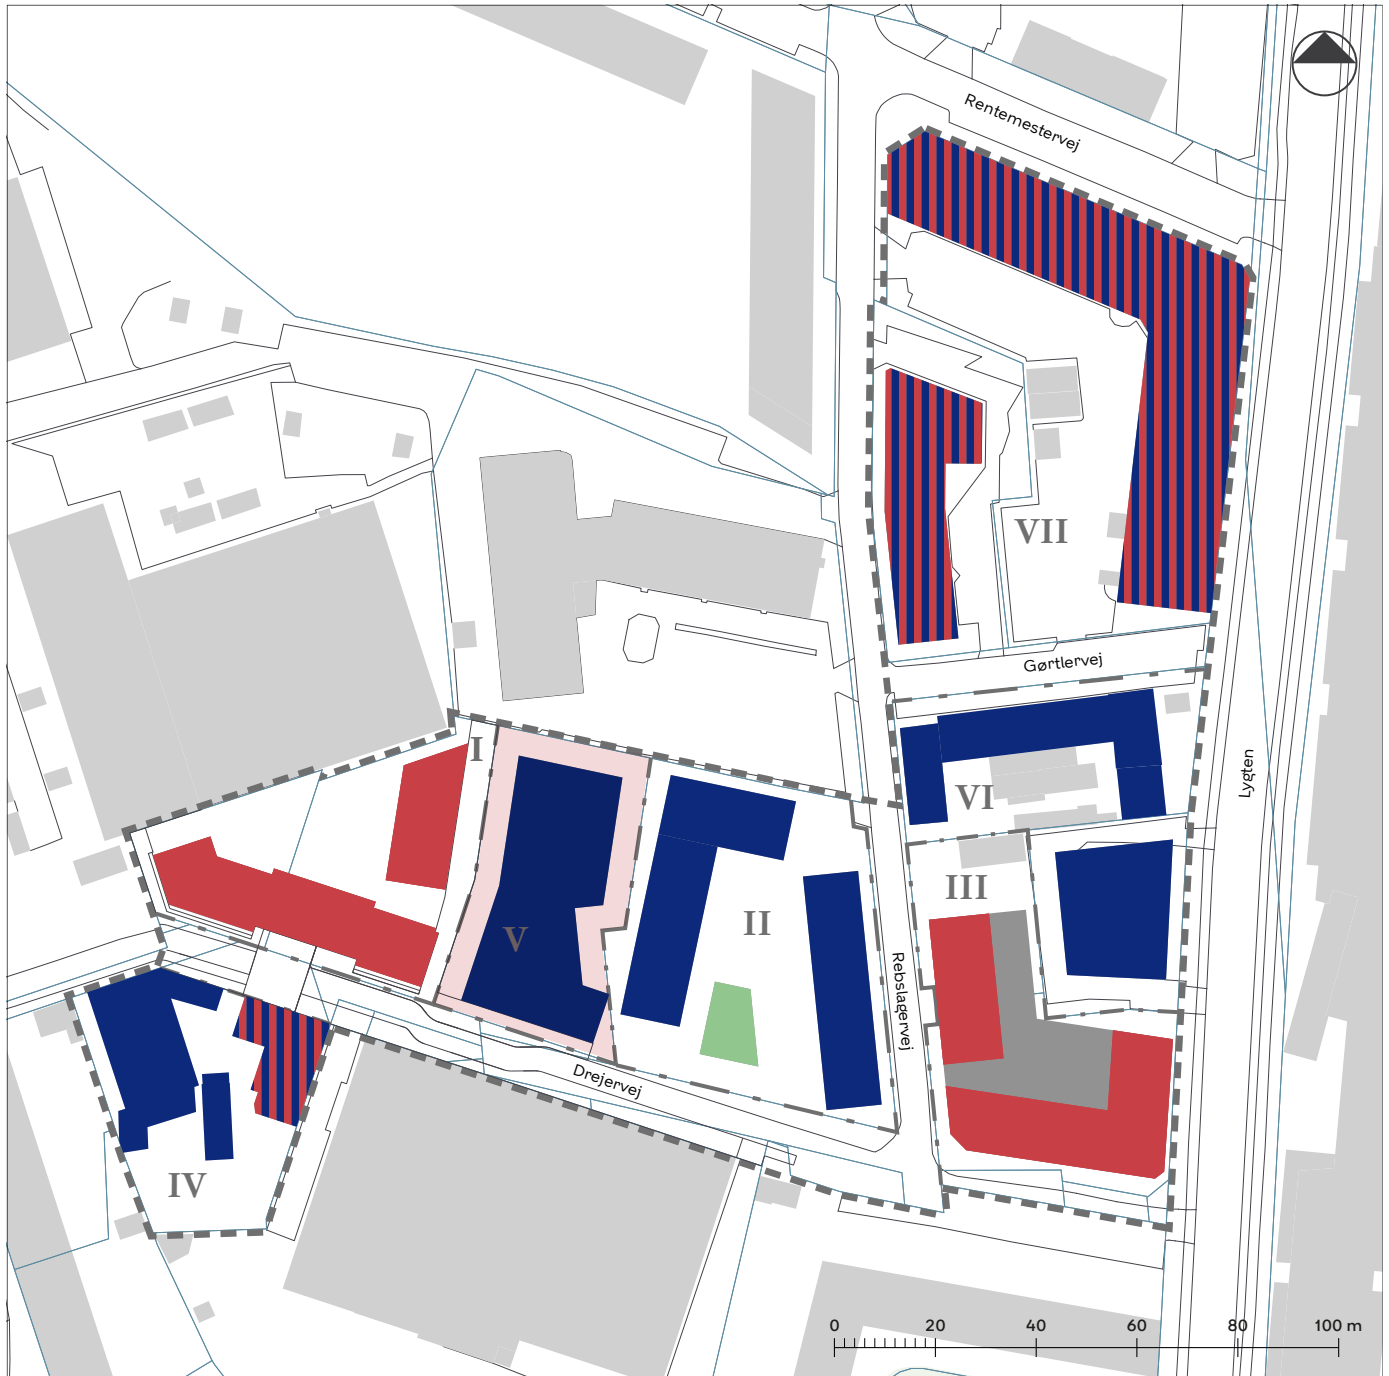 Rentemestervej
VII
Gørtlervej
Lygten
I
VI
III
V
II
Rebslagervej
Drejervej
IV
0 20 40 60 80 100 m